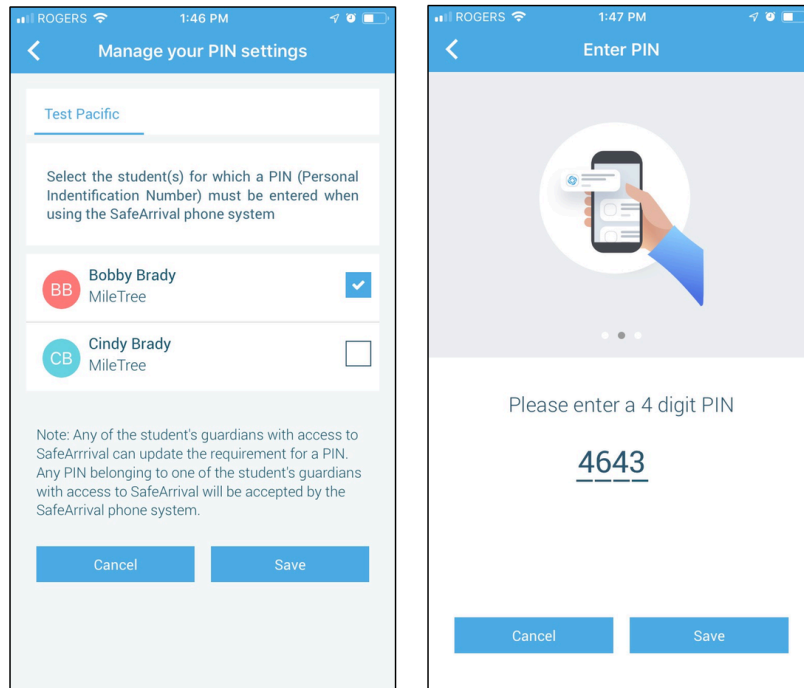 ROGERS 1:46 PM
Manage your PIN settings
Test Pacific
Select the student(s) for which a PIN (Personal
Indentification Number) must be entered when
using the SafeArrival phone system
BB Bobby Brady
MileTree
CB Cindy Brady
MileTree
Note: Any of the student's guardians with access to
SafeArrrival can update the requirement for a PIN.
Any PIN belonging to one of the student's guardians
with access to SafeArrival will be accepted by the
SafeArrival phone system.
Cancel Save
ROGERS 1:47 PM
Enter PIN
Please enter a 4 digit PIN
4643
Cancel Save